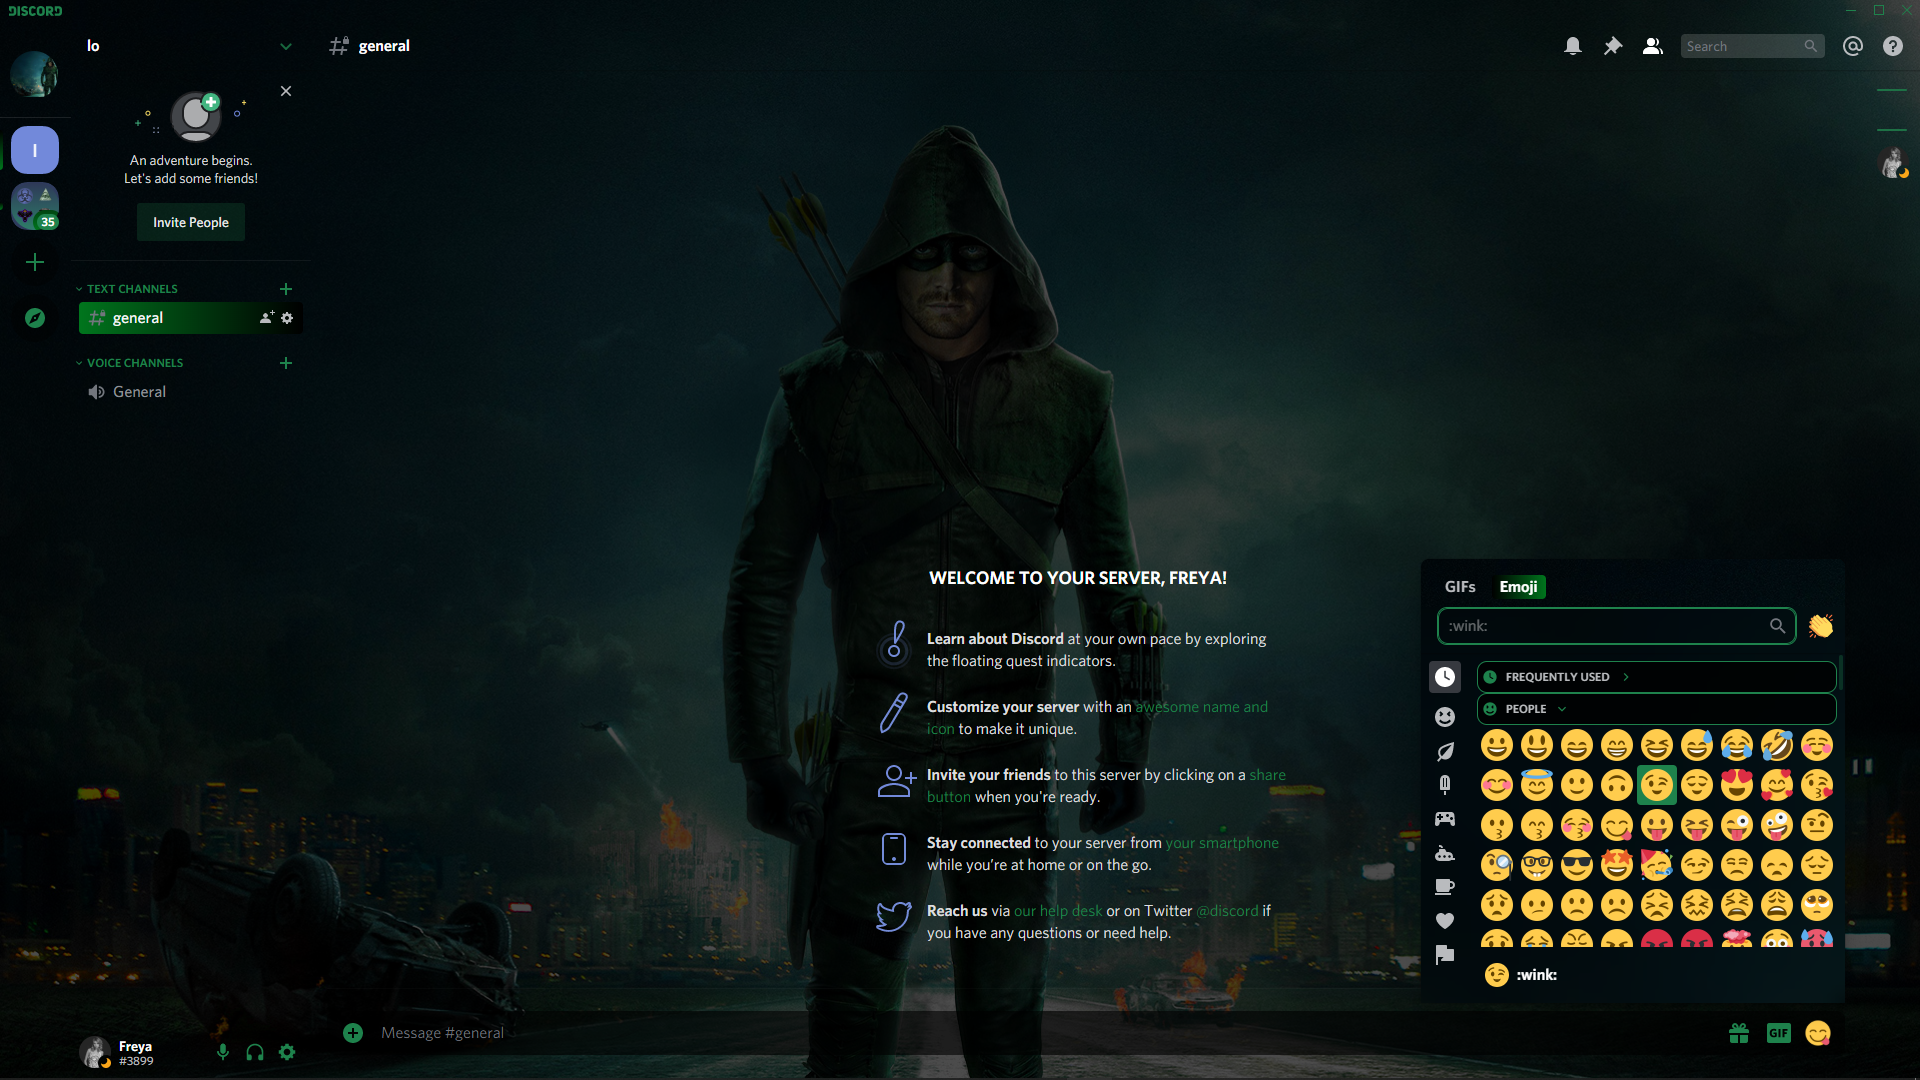 DISCORD
lo
general
Search
An adventure begins.
Let's add some friends!
Invite People
I
35
TEXT CHANNELS
general
VOICE CHANNELS
General
WELCOME TO YOUR SERVER, FREYA!
Learn about Discord at your own pace by exploring
the floating quest indicators.
Customize your server with an awesome name and
icon to make it unique.
Invite your friends to this server by clicking on a share
button when you're ready.
Stay connected to your server from your smartphone
while you're at home or on the go.
Reach us via our help desk or on Twitter @discord if
you have any questions or need help.
GIFs
Emoji
:wink:
FREQUENTLY USED
PEOPLE
:wink:
Freya
#3899
Message #general
GIF